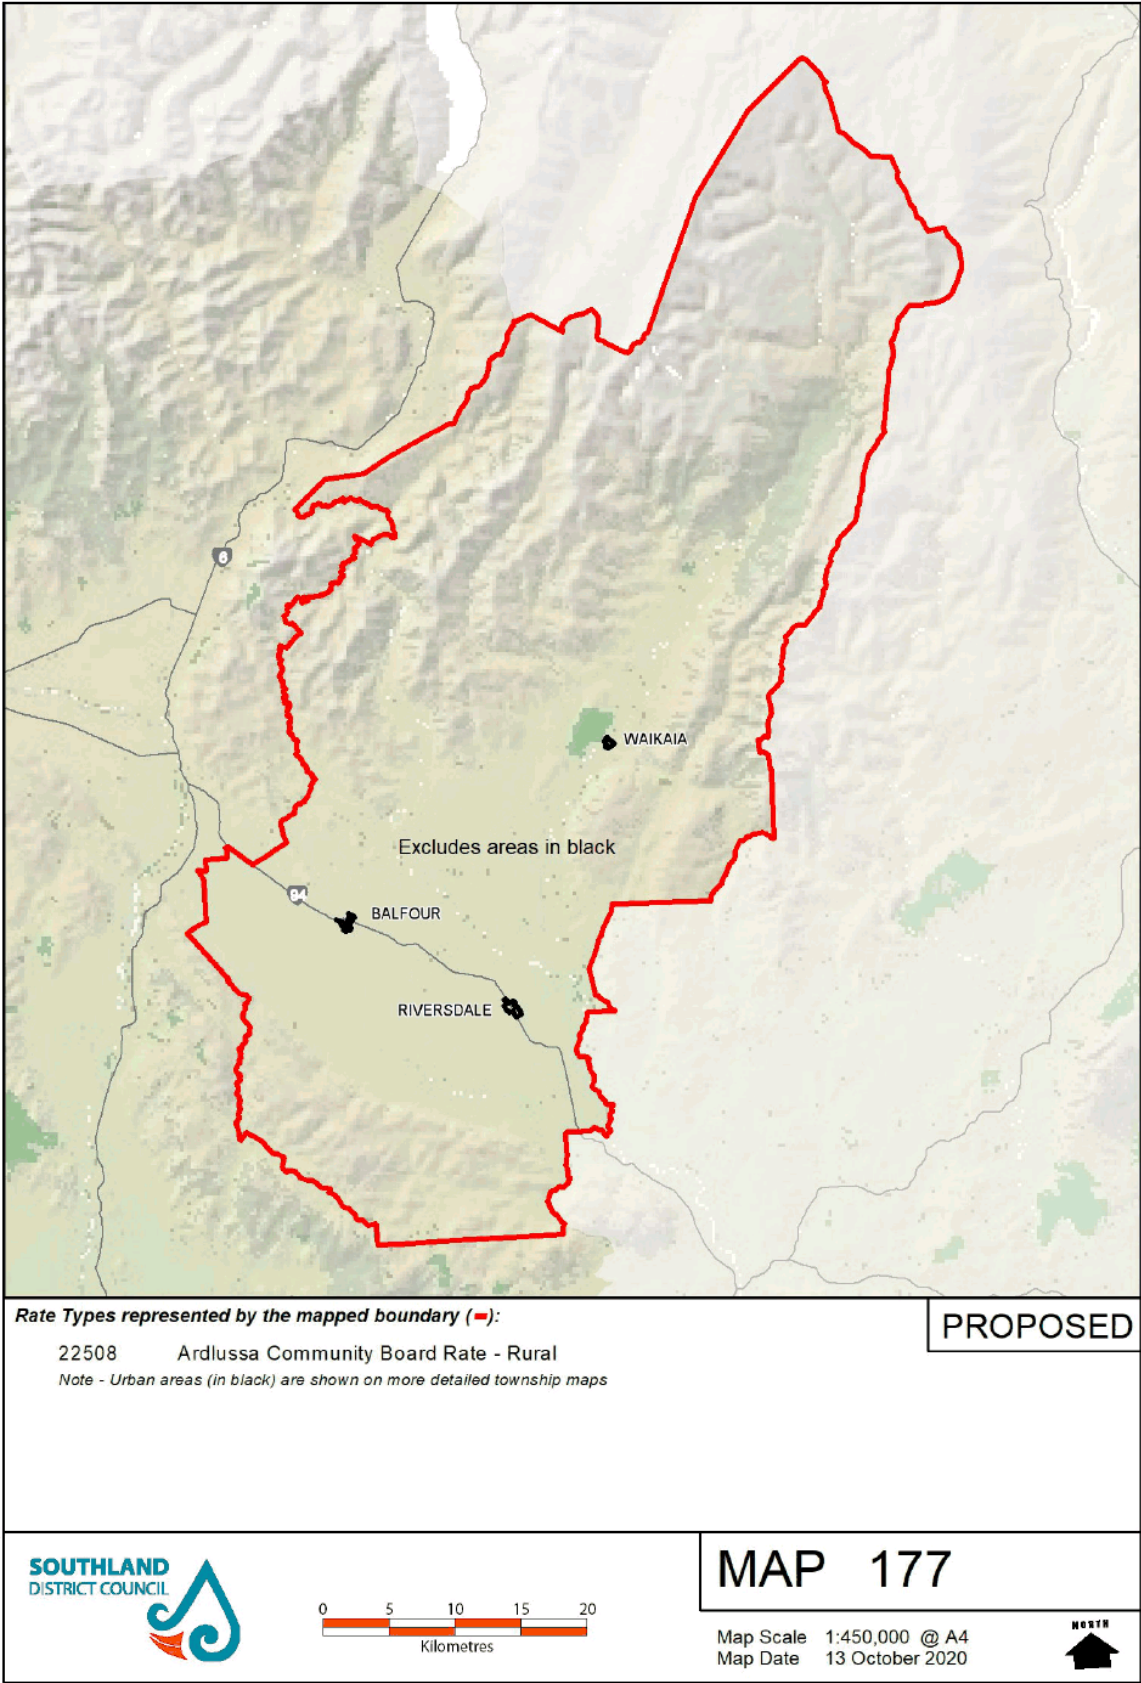 6
WAIKAIA
Excludes areas in black
94
BALFOUR
RIVERSDALE
Rate Types represented by the mapped boundary (▬):
PROPOSED
22508 Ardlussa Community Board Rate - Rural
Note - Urban areas (in black) are shown on more detailed township maps
SOUTHLAND
DISTRICT COUNCIL
0 5 10 15 20
Kilometres
MAP 177
Map Scale 1:450,000 @ A4
Map Date 13 October 2020
NORTH